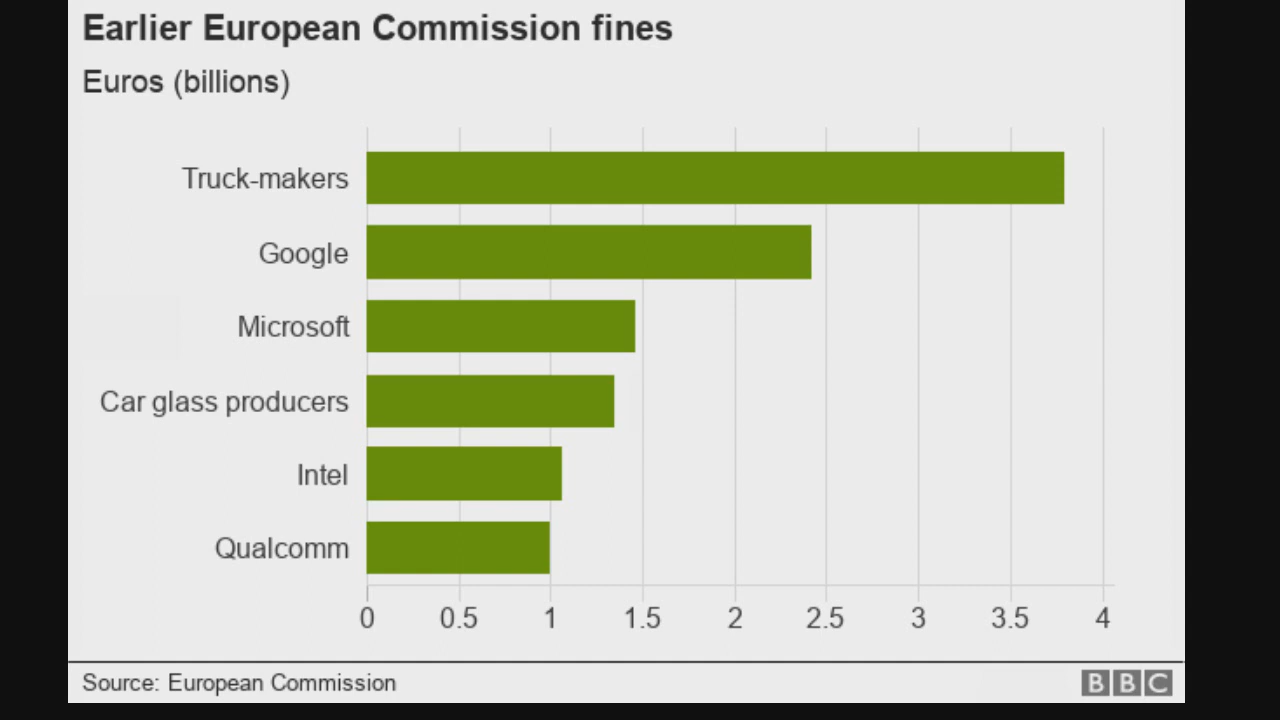 Earlier European Commission fines
Euros (billions)
Truck-makers
Google
Microsoft
Car glass producers
Intel
Qualcomm
0 0.5 1 1.5 2 2.5 3 3.5 4
Source: European Commission
BBC